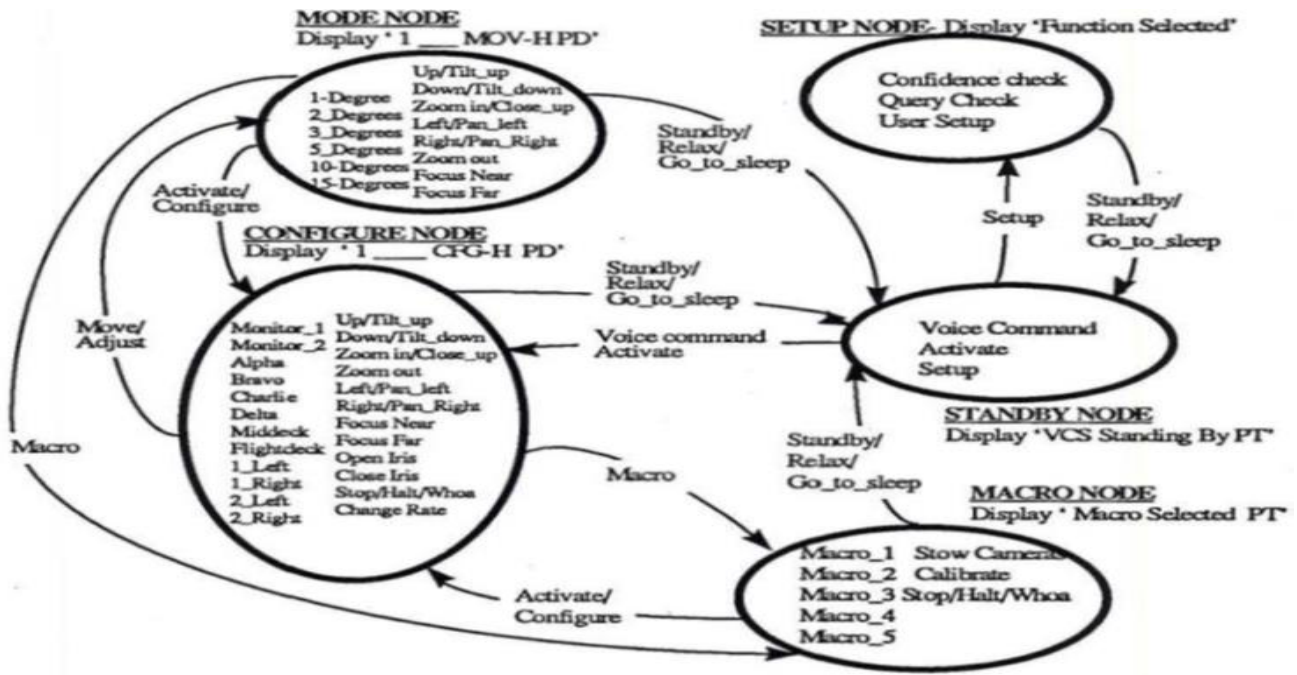 MODE NODE
Display " 1 ___ MOV-H PD"
Up/Tilt_up
Down/Tilt_down
Zoom in/Close_up
Left/Pan_left
Right/Pan_Right
Zoom out
Focus Near
Focus Far
1-Degree
2_Degrees
3_Degrees
5_Degrees
10-Degrees
15-Degrees
SETUP NODE- Display "Function Selected"
Confidence check
Query Check
User Setup
Standby/
Relax/
Go_to_sleep
Activate/
Configure
Setup
Standby/
Relax/
Go_to_sleep
CONFIGURE NODE
Display " 1 ____ CFG-H PD"
Monitor_1
Monitor_2
Alpha
Bravo
Charlie
Delta
Middeck
Flightdeck
1_Left
1_Right
2_Left
2_Right
Up/Tilt_up
Down/Tilt_down
Zoom in/Close_up
Zoom out
Left/Pan_left
Right/Pan_Right
Focus Near
Focus Far
Open Iris
Close Iris
Stop/Halt/Whoa
Change Rate
Standby/
Relax/
Go_to_sleep
Move/
Adjust
Voice command
Activate
Voice Command
Activate
Setup
STANDBY NODE
Display "VCS Standing By PT"
Macro
Macro
Standby/
Relax/
Go_to_sleep
MACRO NODE
Display " Macro Selected PT"
Macro_1 Stow Cameras
Macro_2 Calibrate
Macro_3 Stop/Halt/Whoa
Macro_4
Macro_5
Activate/
Configure